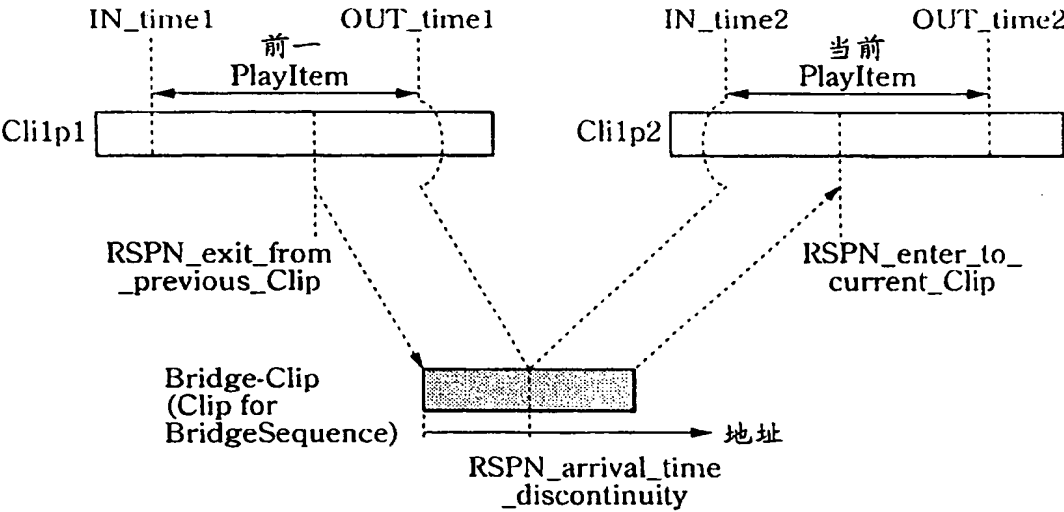 IN_time1
OUT_time1
前一
PlayItem
Cli1p1
IN_time2
OUT_time2
当前
PlayItem
Cli1p2
RSPN_exit_from
_previous_Clip
RSPN_enter_to_
current_Clip
Bridge-Clip
(Clip for
BridgeSequence)
地址
RSPN_arrival_time
_discontinuity